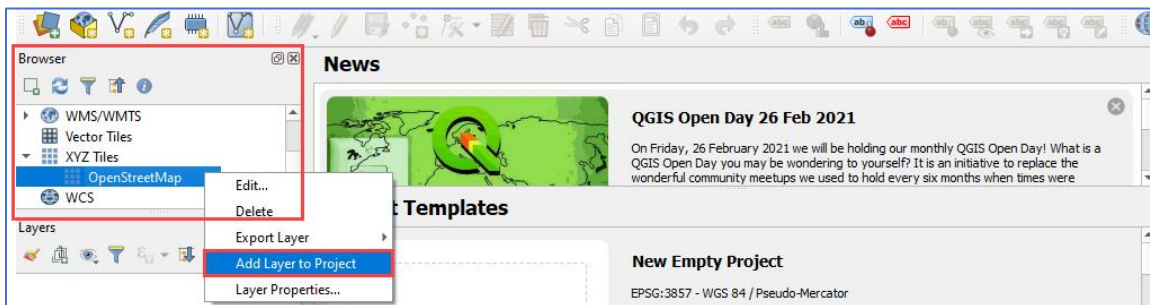 Browser
WMS/WMTS
Vector Tiles
XYZ Tiles
OpenStreetMap
WCS
Layers
Edit...
Delete
Export Layer
Add Layer to Project
Layer Properties...
abc
abc
abc
News
QGIS Open Day 26 Feb 2021
On Friday, 26 February 2021 we will be holding our monthly QGIS Open Day! What is a
QGIS Open Day you may be wondering to yourself? It is an initiative to replace the
wonderful community meetups we used to hold every six months when times were
t Templates
New Empty Project
EPSG:3857 - WGS 84 / Pseudo-Mercator